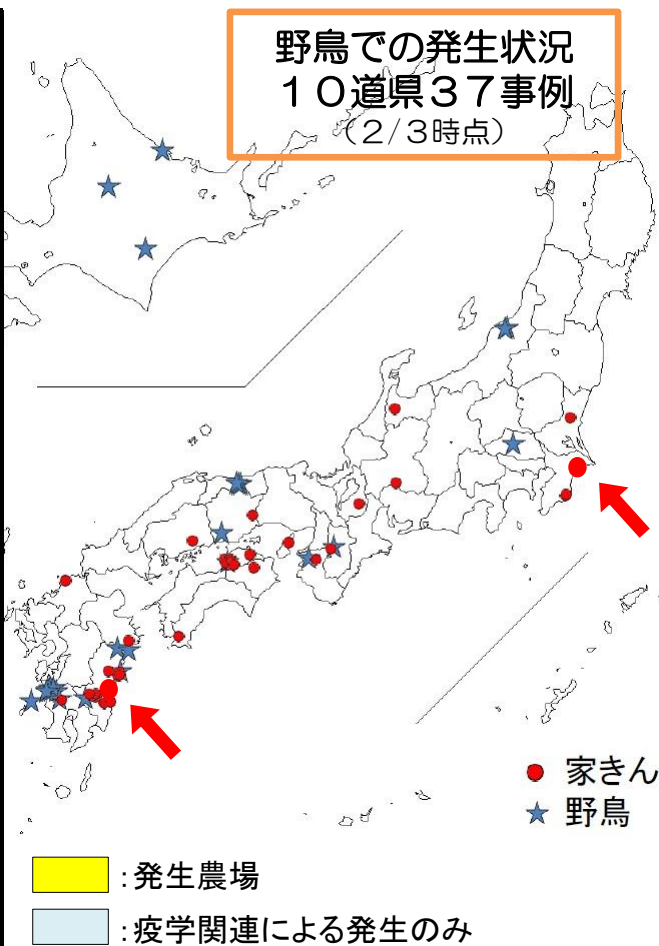 野鳥での発生状況
１０道県３７事例
（2/3時点）
家きん
野鳥
：発生農場
：疫学関連による発生のみ